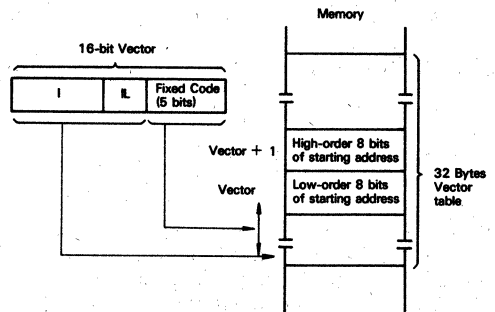 Memory
16-bit Vector
I
IL
Fixed Code
(5 bits)
Vector + 1
High-order 8 bits
of starting address
Vector
Low-order 8 bits
of starting address
32 Bytes
Vector
table